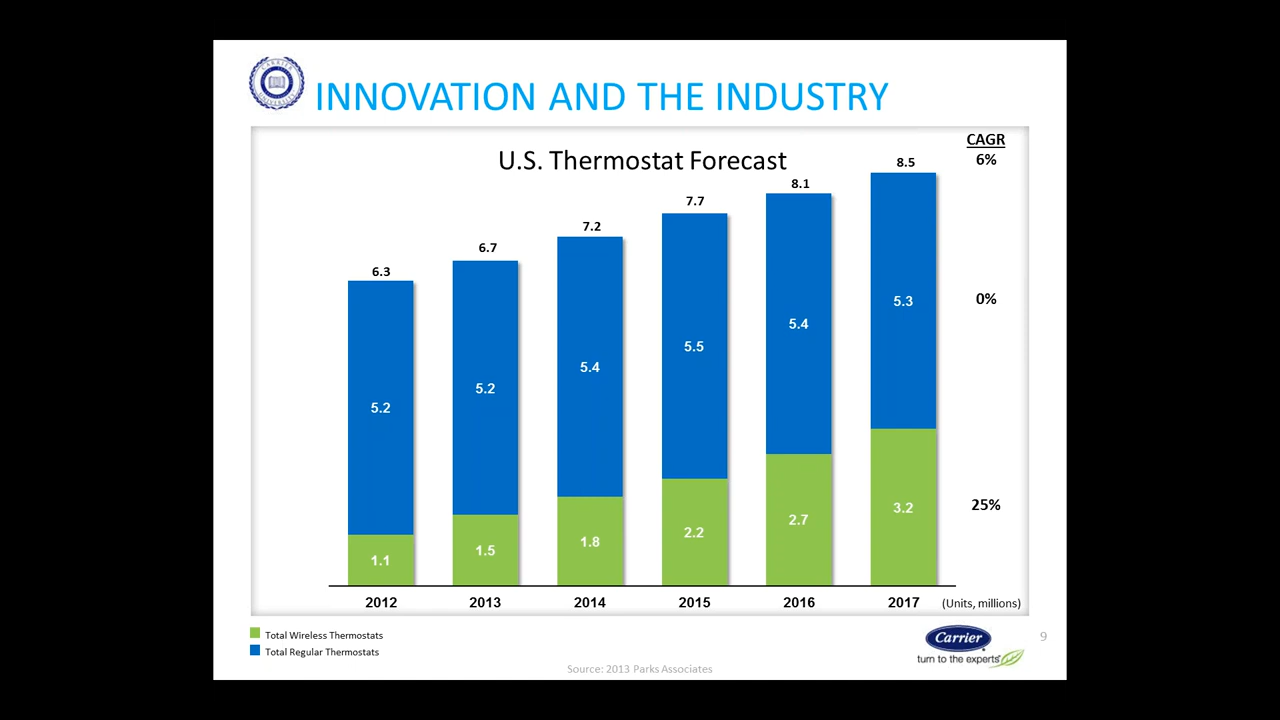 INNOVATION AND THE INDUSTRY
U.S. Thermostat Forecast
CAGR
6%
0%
25%
6.3
6.7
7.2
7.7
8.1
8.5
5.2
5.2
5.4
5.5
5.4
5.3
1.1
1.5
1.8
2.2
2.7
3.2
2012 2013 2014 2015 2016 2017 (Units, millions)
Total Wireless Thermostats
Total Regular Thermostats
Carrier
turn to the experts
9
Source: 2013 Parks Associates